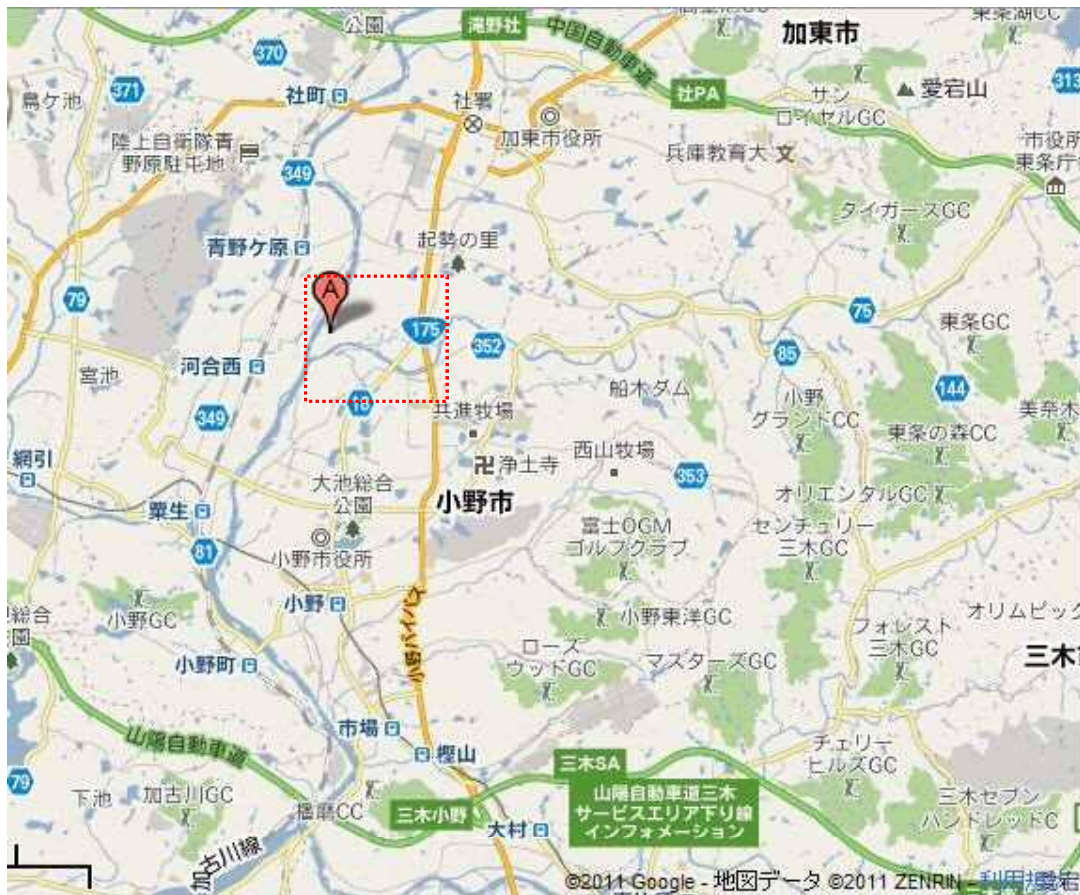 公園
滝野社
中国自動車道
加東市
東条湖CC
370
371
313
鳥ケ池
社町
社署
社PA
愛宕山
サン
ロイヤルGC
陸上自衛隊青
野原駐屯地
加東市役所
兵庫教育大
市役所
東条庁
349
タイガースGC
青野ケ原
起勢の里
A
79
75
175
352
東条GC
85
河合西
宮池
船木ダム
144
小野
グランドCC
18
349
共進牧場
美奈木
東条の森CC
網引
浄土寺
西山牧場
353
大池総合
公園
小野市
オリエンタルGC
粟生
富士OGM
ゴルフクラブ
センチュリー
三木GC
81
小野市役所
小野バイパス
小野
総合
園
小野GC
小野東洋GC
オリムピック
フォレスト
三木GC
ローズ
ウッドGC
マスターズGC
三木
小野町
市場
山陽自動車道
樫山
チェリー
ヒルズGC
三木SA
79
下池
加古川GC
播磨CC
三木小野
山陽自動車道三木
サービスエリア下り線
インフォメーション
三木セブン
ハンドレッドC
大村
加古川線
©2011 Google - 地図データ ©2011 ZENRIN -